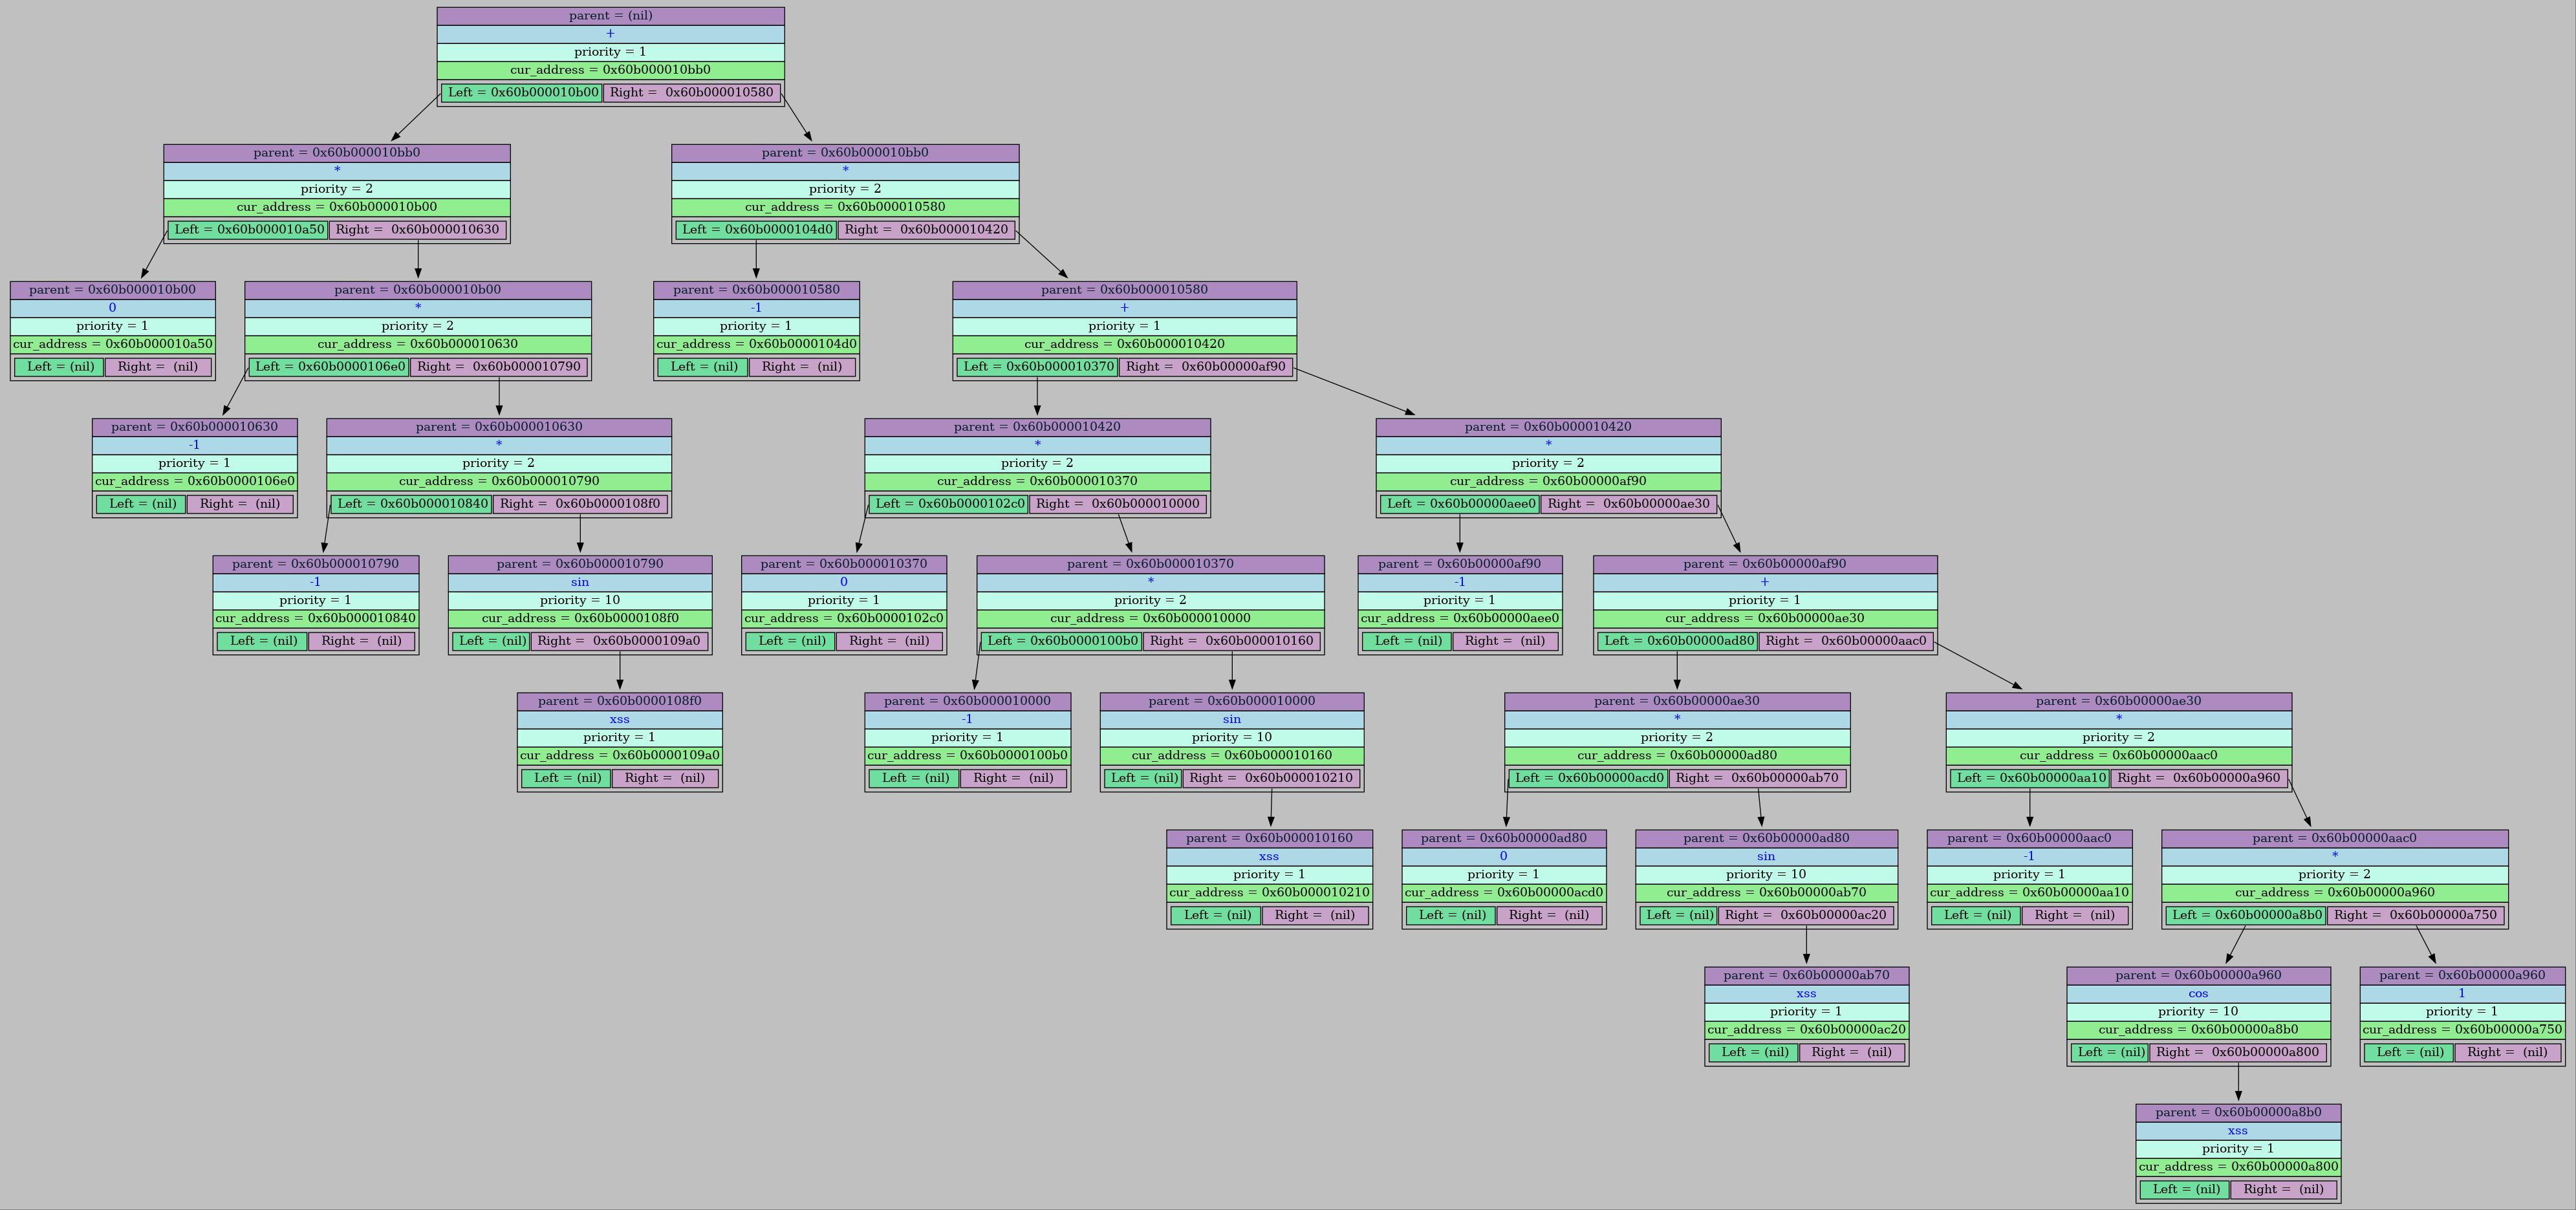 parent = (nil)
+
priority = 1
cur_address = 0x60b000010bb0
Left = 0x60b000010b00 Right = 0x60b000010580
parent = 0x60b000010bb0
*
priority = 2
cur_address = 0x60b000010b00
Left = 0x60b000010a50 Right = 0x60b000010630
parent = 0x60b000010bb0
*
priority = 2
cur_address = 0x60b000010580
Left = 0x60b0000104d0 Right = 0x60b000010420
parent = 0x60b000010b00
0
priority = 1
cur_address = 0x60b000010a50
Left = (nil) Right = (nil)
parent = 0x60b000010b00
*
priority = 2
cur_address = 0x60b000010630
Left = 0x60b0000106e0 Right = 0x60b000010790
parent = 0x60b000010580
-1
priority = 1
cur_address = 0x60b0000104d0
Left = (nil) Right = (nil)
parent = 0x60b000010580
+
priority = 1
cur_address = 0x60b000010420
Left = 0x60b000010370 Right = 0x60b00000af90
parent = 0x60b000010630
-1
priority = 1
cur_address = 0x60b0000106e0
Left = (nil) Right = (nil)
parent = 0x60b000010630
*
priority = 2
cur_address = 0x60b000010790
Left = 0x60b000010840 Right = 0x60b0000108f0
parent = 0x60b000010420
*
priority = 2
cur_address = 0x60b000010370
Left = 0x60b0000102c0 Right = 0x60b000010000
parent = 0x60b000010420
*
priority = 2
cur_address = 0x60b00000af90
Left = 0x60b00000aee0 Right = 0x60b00000ae30
parent = 0x60b000010790
-1
priority = 1
cur_address = 0x60b000010840
Left = (nil) Right = (nil)
parent = 0x60b000010790
sin
priority = 10
cur_address = 0x60b0000108f0
Left = (nil) Right = 0x60b0000109a0
parent = 0x60b000010370
0
priority = 1
cur_address = 0x60b0000102c0
Left = (nil) Right = (nil)
parent = 0x60b000010370
*
priority = 2
cur_address = 0x60b000010000
Left = 0x60b0000100b0 Right = 0x60b000010160
parent = 0x60b00000af90
-1
priority = 1
cur_address = 0x60b00000aee0
Left = (nil) Right = (nil)
parent = 0x60b00000af90
+
priority = 1
cur_address = 0x60b00000ae30
Left = 0x60b00000ad80 Right = 0x60b00000aac0
parent = 0x60b0000108f0
xss
priority = 1
cur_address = 0x60b0000109a0
Left = (nil) Right = (nil)
parent = 0x60b000010000
-1
priority = 1
cur_address = 0x60b0000100b0
Left = (nil) Right = (nil)
parent = 0x60b000010000
sin
priority = 10
cur_address = 0x60b000010160
Left = (nil) Right = 0x60b000010210
parent = 0x60b00000ae30
*
priority = 2
cur_address = 0x60b00000ad80
Left = 0x60b00000acd0 Right = 0x60b00000ab70
parent = 0x60b00000ae30
*
priority = 2
cur_address = 0x60b00000aac0
Left = 0x60b00000aa10 Right = 0x60b00000a960
parent = 0x60b000010160
xss
priority = 1
cur_address = 0x60b000010210
Left = (nil) Right = (nil)
parent = 0x60b00000ad80
0
priority = 1
cur_address = 0x60b00000acd0
Left = (nil) Right = (nil)
parent = 0x60b00000ad80
sin
priority = 10
cur_address = 0x60b00000ab70
Left = (nil) Right = 0x60b00000ac20
parent = 0x60b00000aac0
-1
priority = 1
cur_address = 0x60b00000aa10
Left = (nil) Right = (nil)
parent = 0x60b00000aac0
*
priority = 2
cur_address = 0x60b00000a960
Left = 0x60b00000a8b0 Right = 0x60b00000a750
parent = 0x60b00000ab70
xss
priority = 1
cur_address = 0x60b00000ac20
Left = (nil) Right = (nil)
parent = 0x60b00000a960
cos
priority = 10
cur_address = 0x60b00000a8b0
Left = (nil) Right = 0x60b00000a800
parent = 0x60b00000a960
1
priority = 1
cur_address = 0x60b00000a750
Left = (nil) Right = (nil)
parent = 0x60b00000a8b0
xss
priority = 1
cur_address = 0x60b00000a800
Left = (nil) Right = (nil)